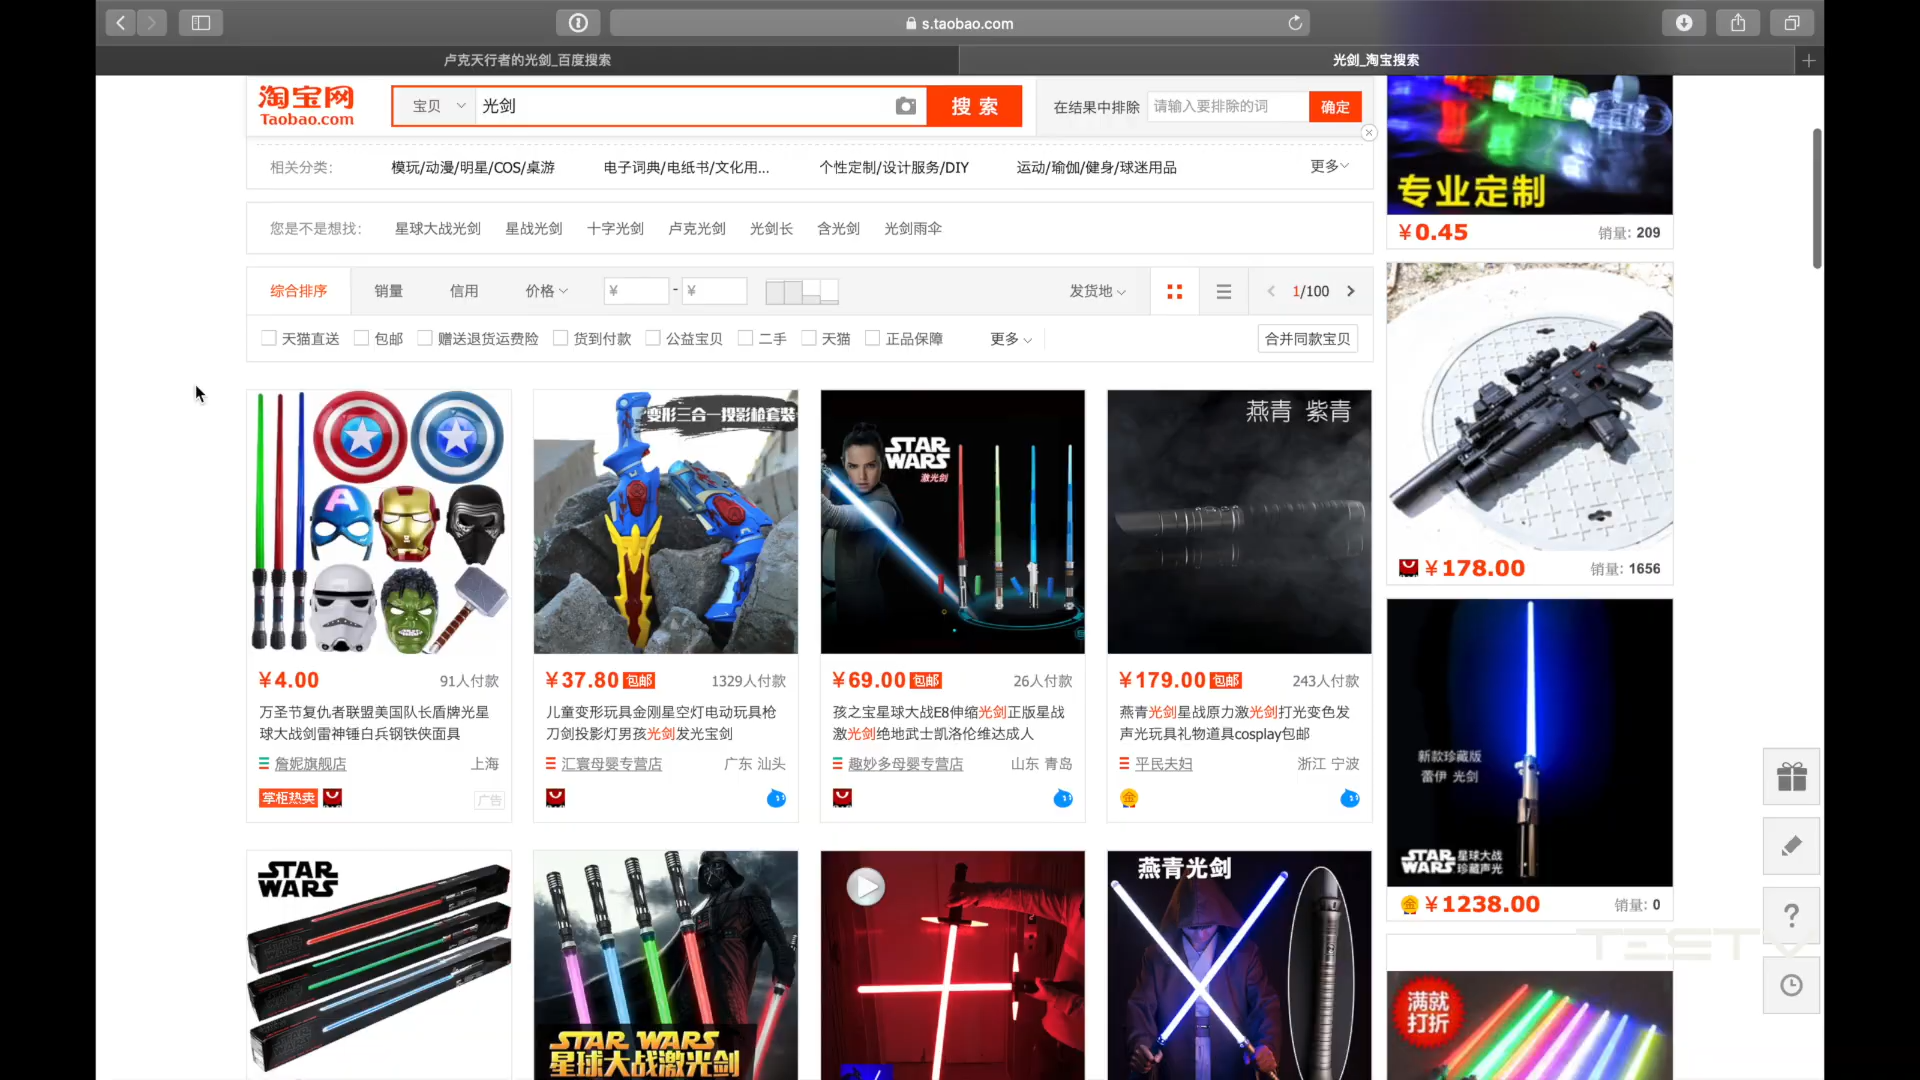 s.taobao.com
卢克天行者的光剑_百度搜索
光剑_淘宝搜索
淘宝网
Taobao.com
宝贝
光剑
搜 索
在结果中排除
请输入要排除的词
确定
相关分类：
模玩/动漫/明星/COS/桌游
电子词典/电纸书/文化用...
个性定制/设计服务/DIY
运动/瑜伽/健身/球迷用品
更多
您是不是想找：
星球大战光剑
星战光剑
十字光剑
卢克光剑
光剑长
含光剑
光剑雨伞
综合排序
销量
信用
价格
¥
-
¥
发货地
1/100
天猫直送
包邮
赠送退货运费险
货到付款
公益宝贝
二手
天猫
正品保障
更多
合并同款宝贝
变形三合一投影枪套装
STAR
WARS
激光剑
燕青 紫青
¥4.00
91人付款
万圣节复仇者联盟美国队长盾牌光星
球大战剑雷神锤白兵钢铁侠面具
詹妮旗舰店
上海
掌柜热卖
广告
¥37.80
包邮
1329人付款
儿童变形玩具金刚星空灯电动玩具枪
刀剑投影灯男孩光剑发光宝剑
汇寰母婴专营店
广东 汕头
¥69.00
包邮
26人付款
孩之宝星球大战E8伸缩光剑正版星战
激光剑绝地武士凯洛伦维达成人
趣妙多母婴专营店
山东 青岛
¥179.00
包邮
243人付款
燕青光剑星战原力激光剑打光变色发
声光玩具礼物道具cosplay包邮
平民夫妇
浙江 宁波
金
STAR
WARS
STAR WARS
星球大战激光剑
燕青光剑
专业定制
¥0.45
销量：209
¥178.00
销量：1656
新款珍藏版
蕾伊 光剑
STAR
WARS
星球大战
珍藏声光
金
¥1238.00
销量：0
TESTV
满就
打折